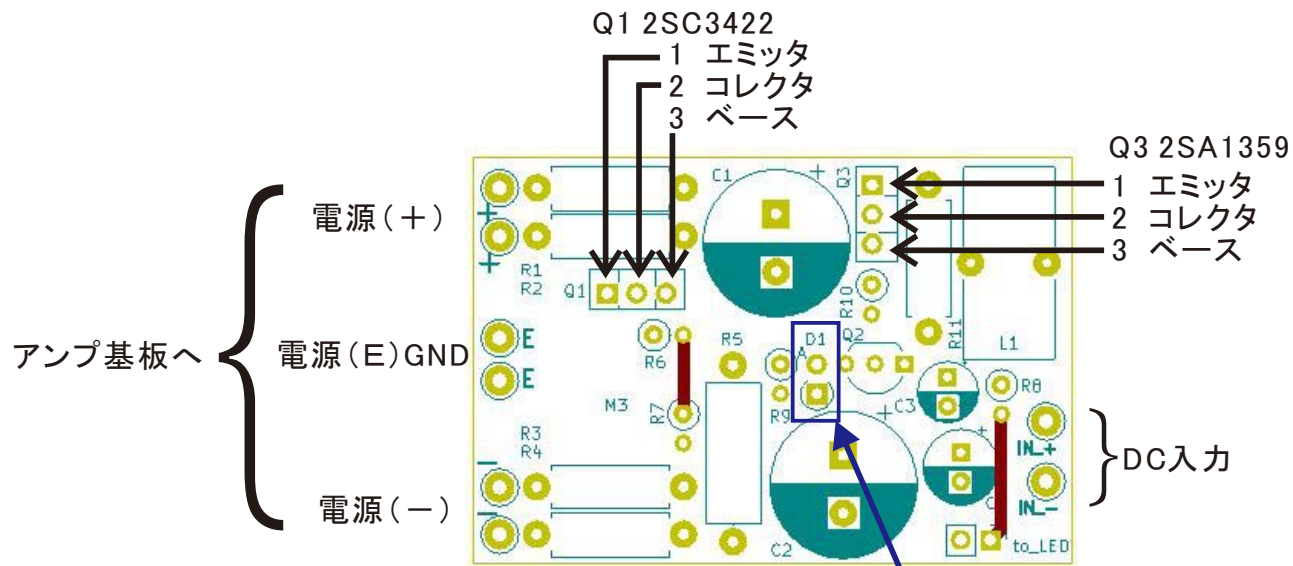 Q1 2SC3422
1 エミッタ
2 コレクタ
3 ベース
Q3 2SA1359
1 エミッタ
2 コレクタ
3 ベース
アンプ基板へ
電源(+)
電源(E)GND
電源(-)
DC入力
+
+
R1
R2
Q1
C1
+
Q3
R10
R11
L1
E
E
R6
R5
D1
A
Q2
M3
R7
R9
C3
+
R8
R3
R4
-
-
C2
+
+
C
IN_+
IN_-
to_LED